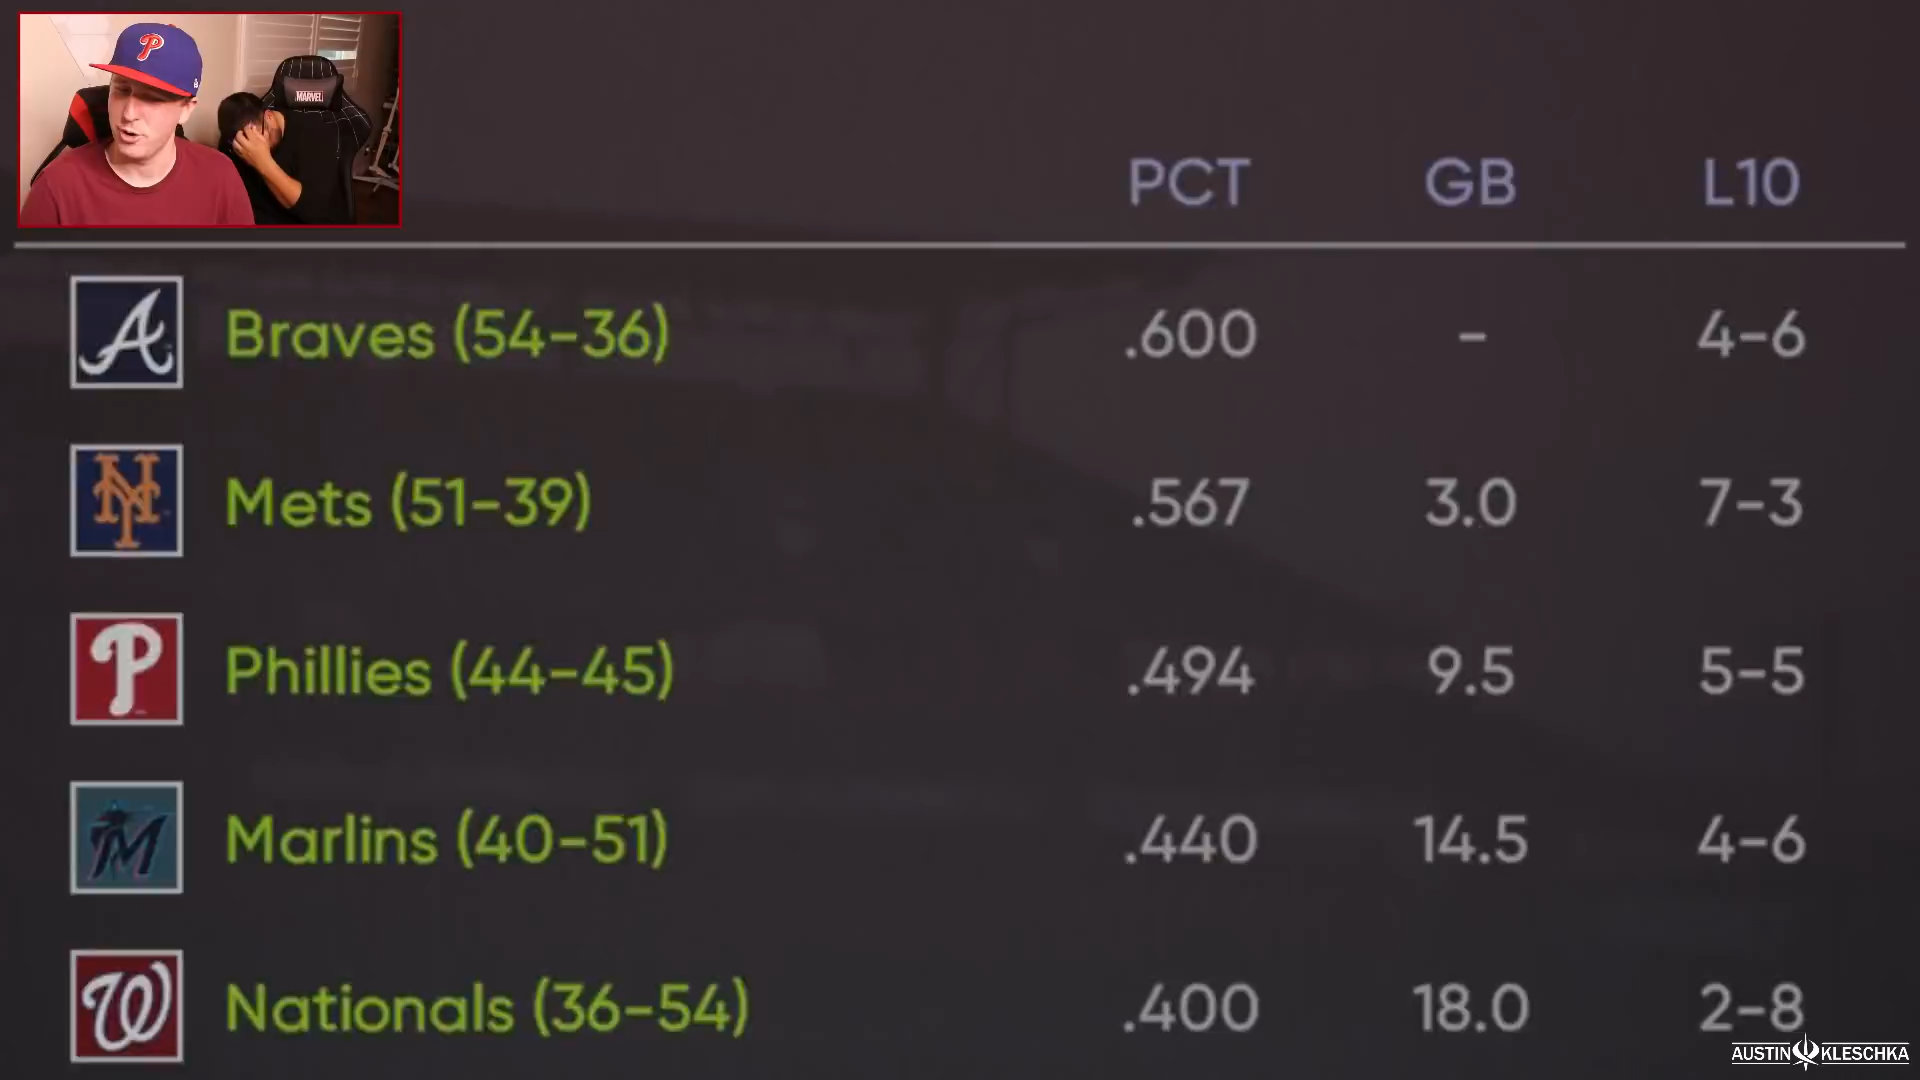 P
MARVEL
PCT GB L10
A Braves (54-36) .600 - 4-6
NY Mets (51-39) .567 3.0 7-3
P Phillies (44-45) .494 9.5 5-5
M Marlins (40-51) .440 14.5 4-6
W Nationals (36-54) .400 18.0 2-8
AUSTIN KLESCHKA